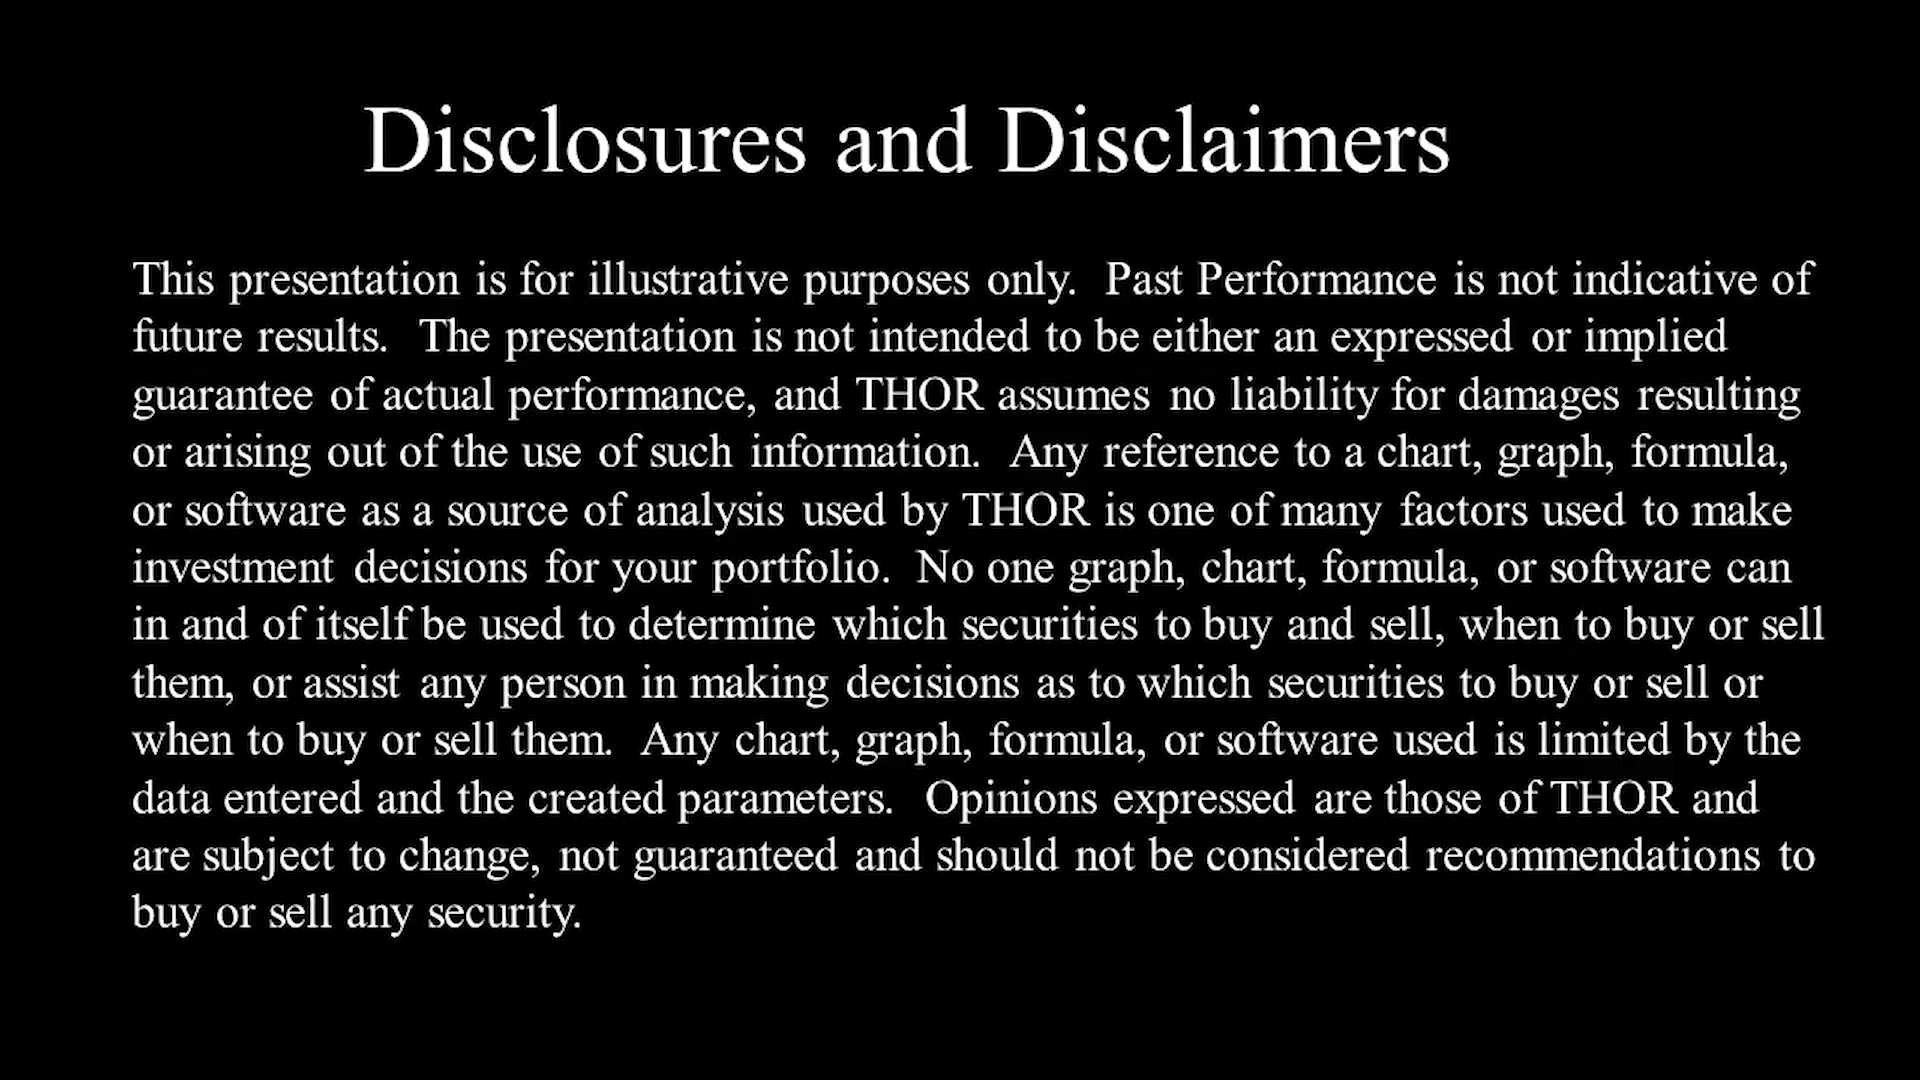 Disclosures and Disclaimers
This presentation is for illustrative purposes only.  Past Performance is not indicative of
future results.  The presentation is not intended to be either an expressed or implied
guarantee of actual performance, and THOR assumes no liability for damages resulting
or arising out of the use of such information.  Any reference to a chart, graph, formula,
or software as a source of analysis used by THOR is one of many factors used to make
investment decisions for your portfolio.  No one graph, chart, formula, or software can
in and of itself be used to determine which securities to buy and sell, when to buy or sell
them, or assist any person in making decisions as to which securities to buy or sell or
when to buy or sell them.  Any chart, graph, formula, or software used is limited by the
data entered and the created parameters.  Opinions expressed are those of THOR and
are subject to change, not guaranteed and should not be considered recommendations to
buy or sell any security.